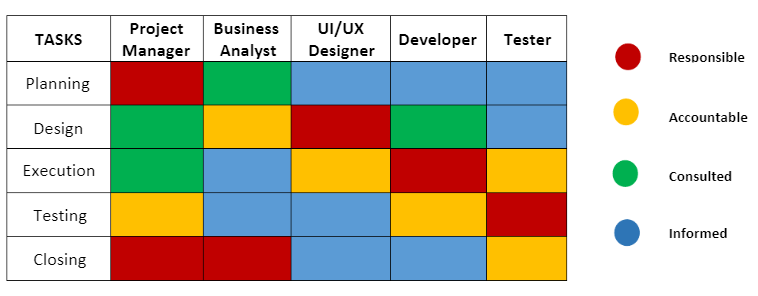 TASKS
Project
Manager
Business
Analyst
UI/UX
Designer
Developer
Tester
Planning
Design
Execution
Testing
Closing
Responsible
Accountable
Consulted
Informed